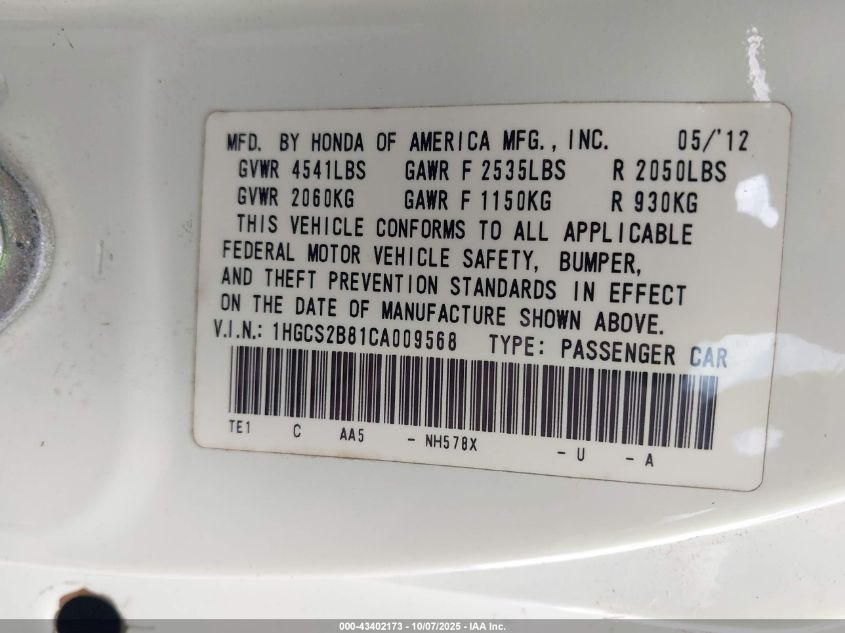 MFD. BY HONDA OF AMERICA MFG., INC. 05/'12
GVWR 4541LBS GAWR F 2535LBS R 2050LBS
GVWR 2060KG GAWR F 1150KG R 930KG
THIS VEHICLE CONFORMS TO ALL APPLICABLE
FEDERAL MOTOR VEHICLE SAFETY, BUMPER,
AND THEFT PREVENTION STANDARDS IN EFFECT
ON THE DATE OF MANUFACTURE SHOWN ABOVE.
V.I.N.: 1HGCS2B81CA009568 TYPE: PASSENGER CAR
TE1 C AA5 - NH578X - U - A
000-43402173 - 10/07/2025 - IAA Inc.